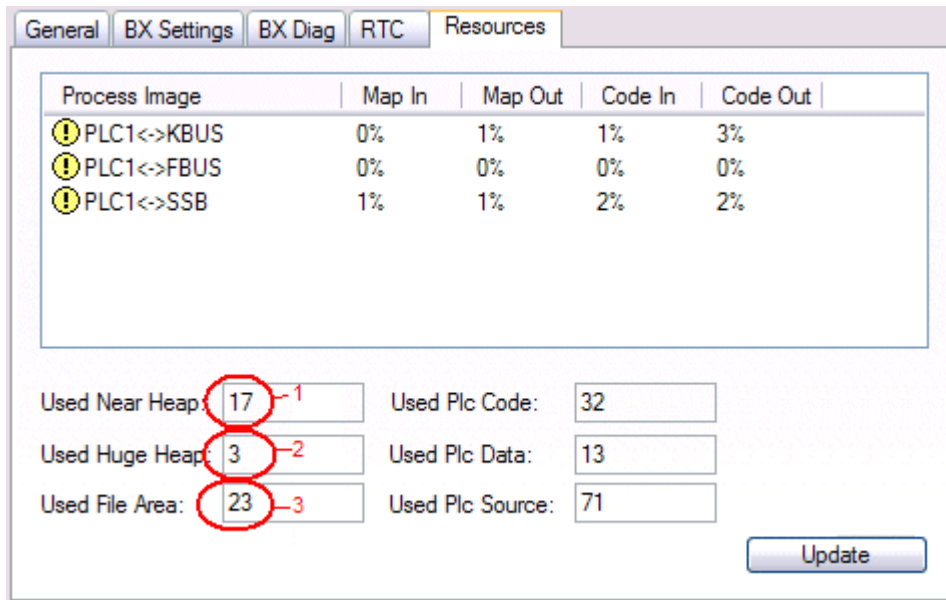 General BX Settings BX Diag RTC Resources
Process Image Map In Map Out Code In Code Out
PLC1<->KBUS 0% 1% 1% 3%
PLC1<->FBUS 0% 0% 0% 0%
PLC1<->SSB 1% 1% 2% 2%
Used Near Heap: 17 1 Used Plc Code: 32
Used Huge Heap: 3 2 Used Plc Data: 13
Used File Area: 23 3 Used Plc Source: 71
Update